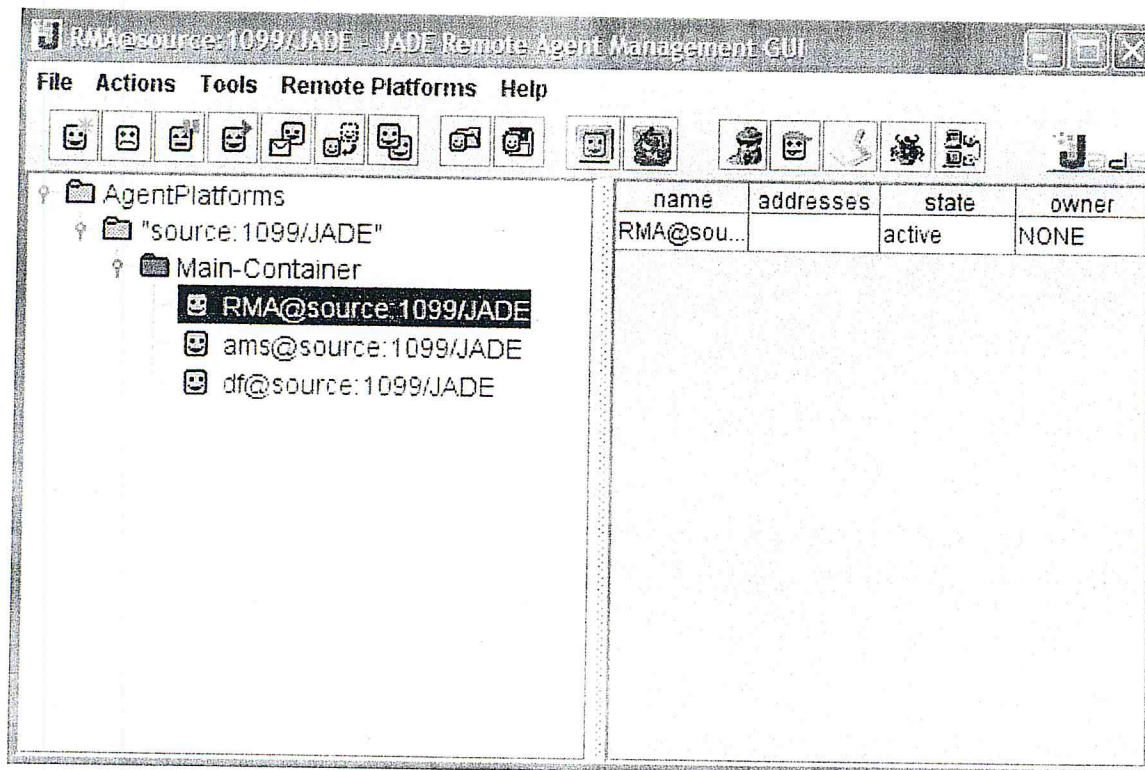 RMA@source:1099/JADE - JADE Remote Agent Management GUI
File Actions Tools Remote Platforms Help
AgentPlatforms
"source:1099/JADE"
Main-Container
RMA@source:1099/JADE
ams@source:1099/JADE
df@source:1099/JADE
name addresses state owner
RMA@sou... active NONE